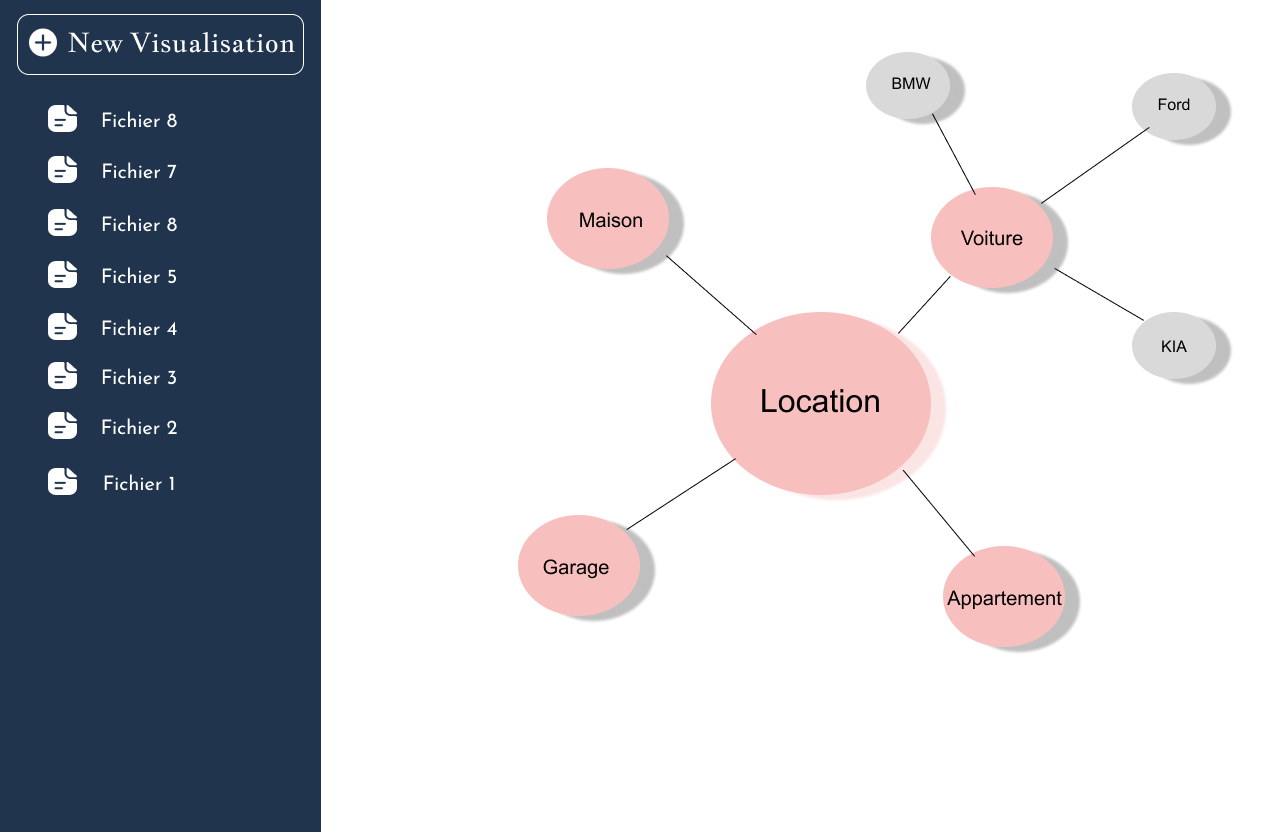 New Visualisation
Fichier 8
Fichier 7
Fichier 8
Fichier 5
Fichier 4
Fichier 3
Fichier 2
Fichier 1
BMW
Ford
Maison
Voiture
KIA
Location
Garage
Appartement